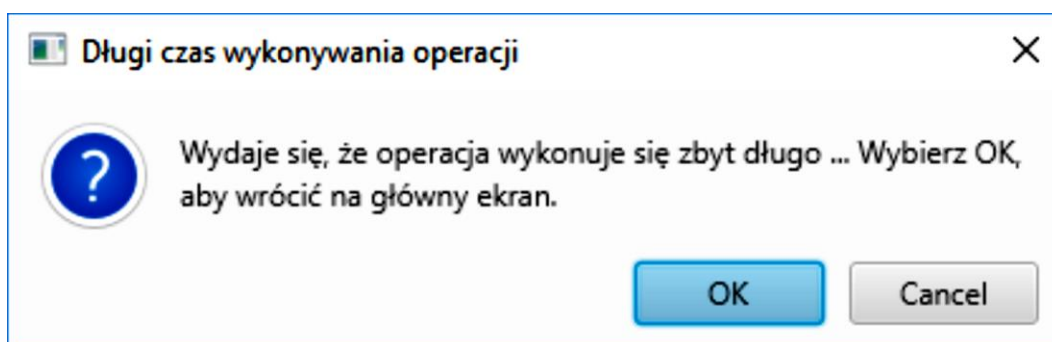 Długi czas wykonywania operacji
Wydaje się, że operacja wykonuje się zbyt długo ... Wybierz OK,
aby wrócić na główny ekran.
OK
Cancel